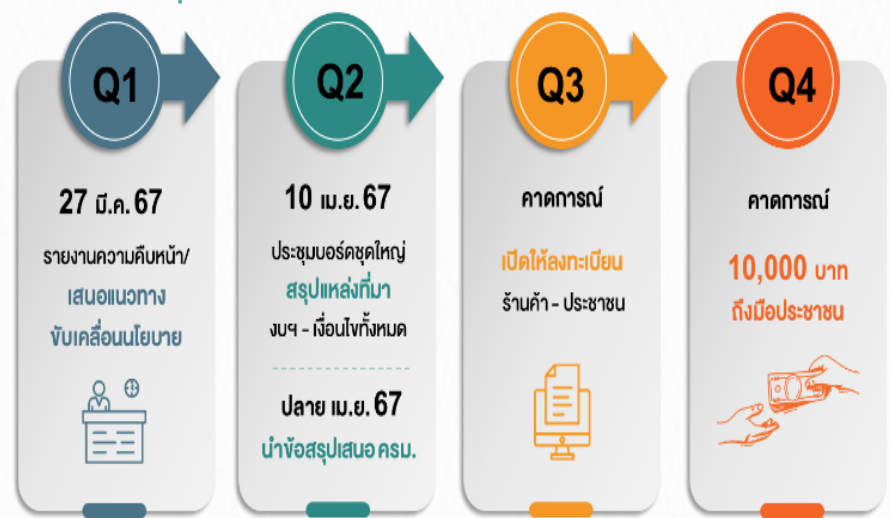 Q1
27 มี.ค. 67
รายงานความคืบหน้า/
เสนอแนวทาง
ขับเคลื่อนนโยบาย
Q2
10 เม.ย. 67
ประชุมบอร์ดชุดใหญ่
สรุปแหล่งที่มา
งบฯ - เงื่อนไขทั้งหมด
ปลาย เม.ย. 67
นำข้อสรุปเสนอ ครม.
Q3
คาดการณ์
เปิดให้ลงทะเบียน
ร้านค้า - ประชาชน
Q4
คาดการณ์
10,000 บาท
ถึงมือประชาชน